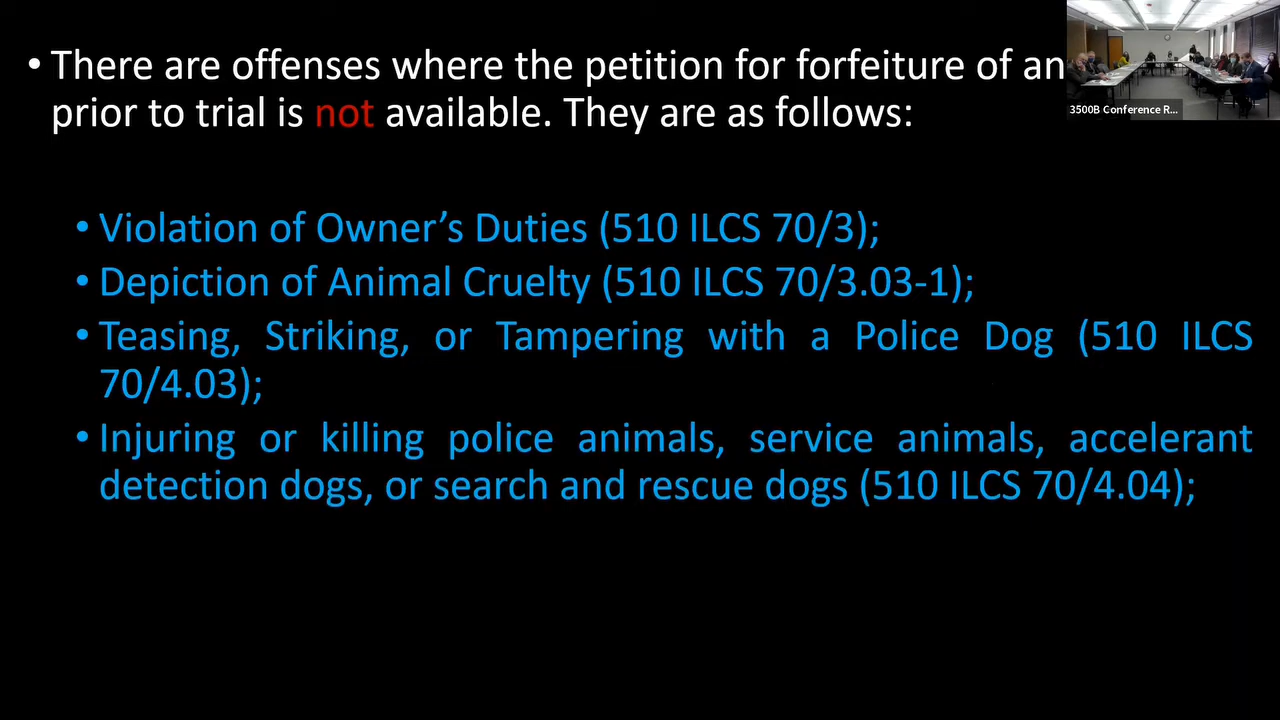 • There are offenses where the petition for forfeiture of an
prior to trial is not available. They are as follows:
3500B Conference R...
• Violation of Owner’s Duties (510 ILCS 70/3);
• Depiction of Animal Cruelty (510 ILCS 70/3.03-1);
• Teasing, Striking, or Tampering with a Police Dog (510 ILCS
70/4.03);
• Injuring or killing police animals, service animals, accelerant
detection dogs, or search and rescue dogs (510 ILCS 70/4.04);